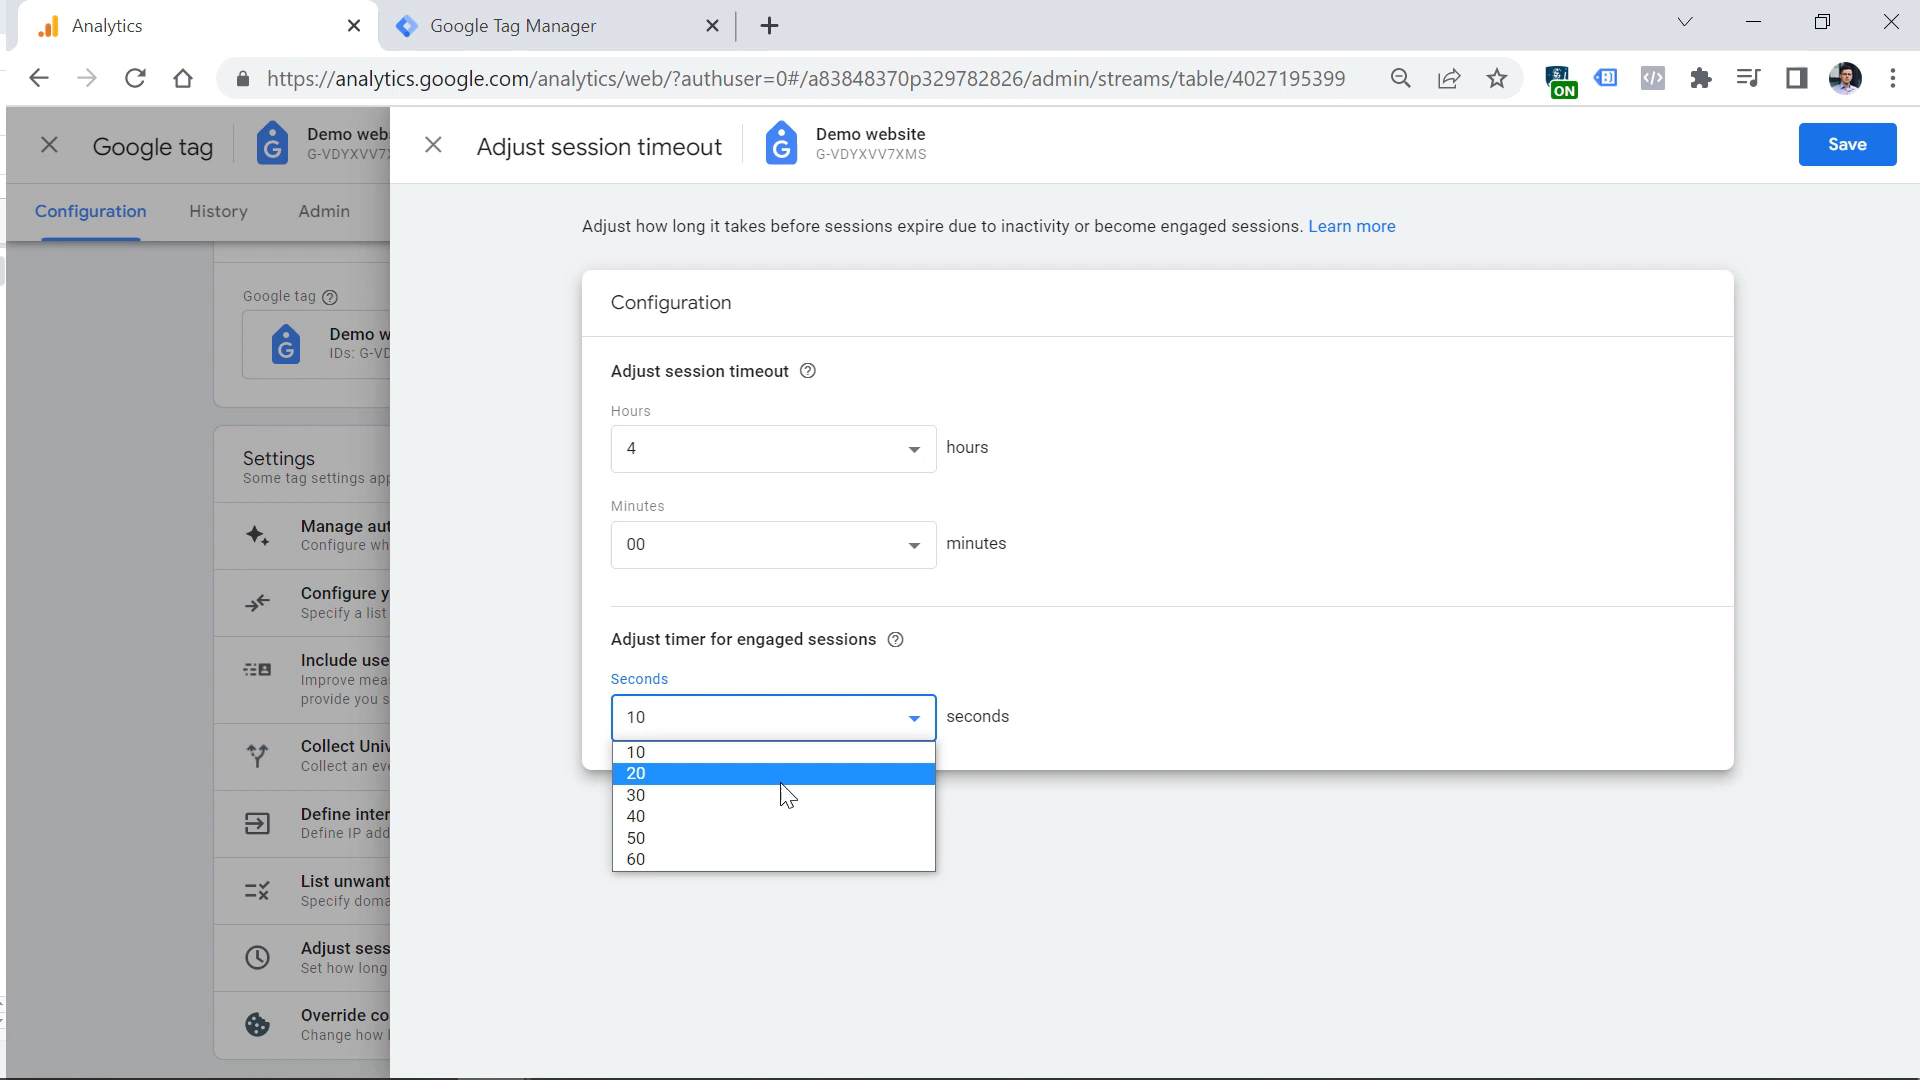 Analytics
Google Tag Manager
https://analytics.google.com/analytics/web/?authuser=0#/a83848370p329782826/admin/streams/table/4027195399
ON
Google tag
Demo web
G-VDYXVV7
Adjust session timeout
Demo website
G-VDYXVV7XMS
Save
Configuration
History
Admin
Adjust how long it takes before sessions expire due to inactivity or become engaged sessions. Learn more
Google tag
Demo w
IDs: G-VD
Settings
Some tag settings app
Manage aut
Configure wh
Configure y
Specify a list
Include use
Improve mea
provide you s
Collect Univ
Collect an eve
Define inter
Define IP add
List unwant
Specify doma
Adjust sess
Set how long
Override co
Change how l
Configuration
Adjust session timeout
Hours
4
hours
Minutes
00
minutes
Adjust timer for engaged sessions
Seconds
10
seconds
10
20
30
40
50
60